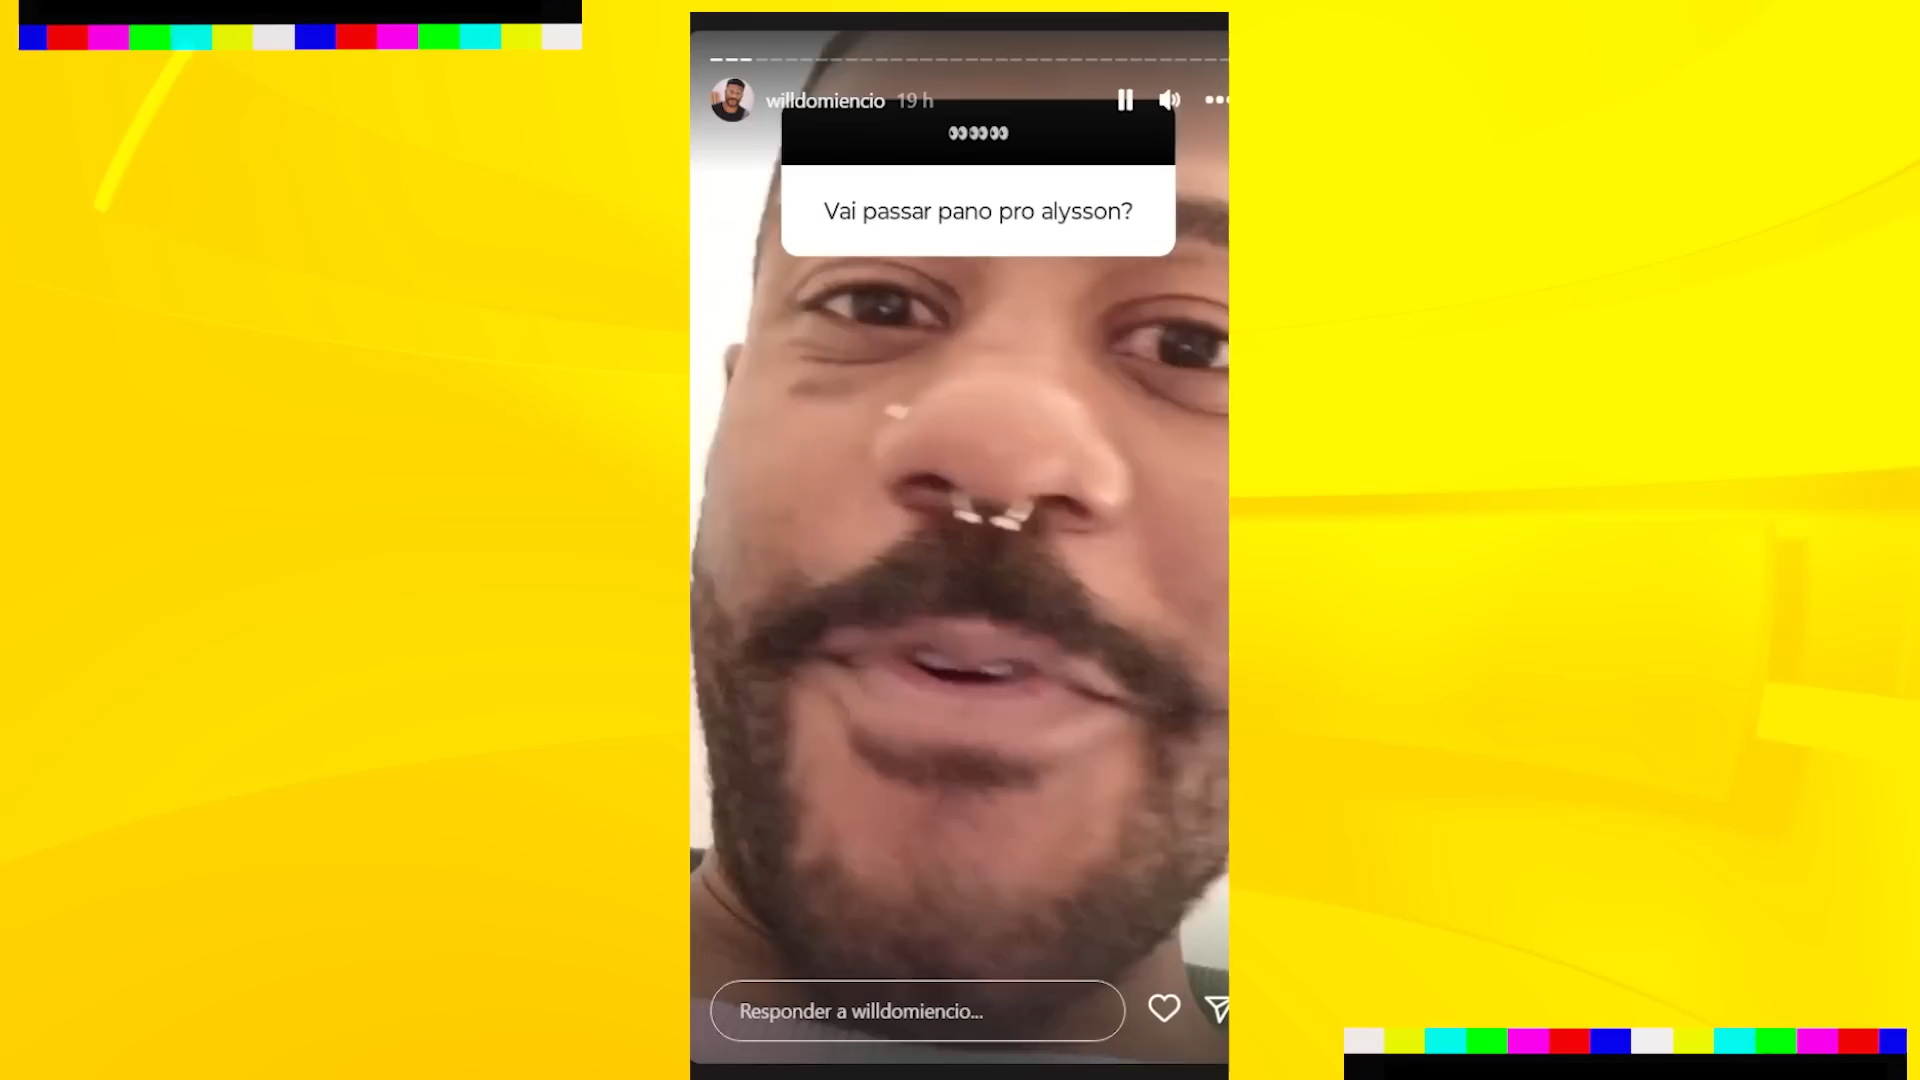 willdomiencio 19 h
👀👀👀
Vai passar pano pro alysson?
Responder a willdomiencio...